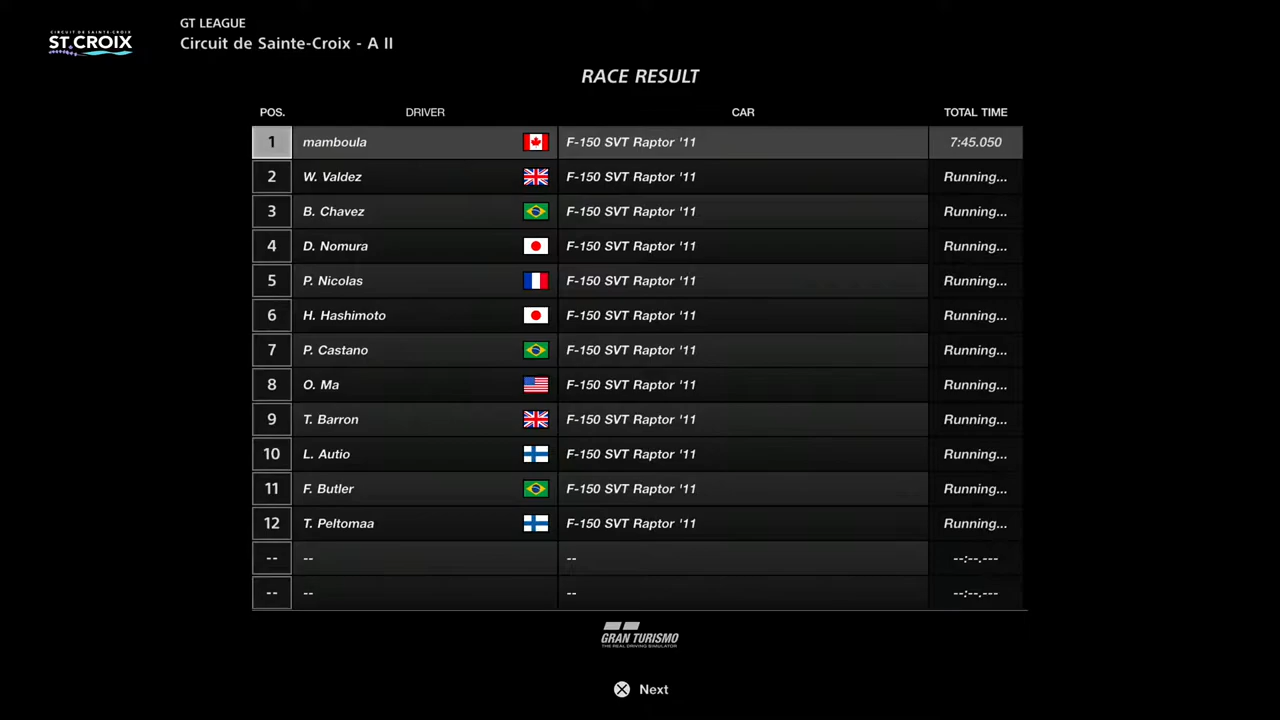 GT LEAGUE
CIRCUIT DE SAINTE-CROIX
ST.CROIX
Circuit de Sainte-Croix - A II
RACE RESULT
POS. DRIVER CAR TOTAL TIME
1 mamboula F-150 SVT Raptor '11 7:45.050
2 W. Valdez F-150 SVT Raptor '11 Running...
3 B. Chavez F-150 SVT Raptor '11 Running...
4 D. Nomura F-150 SVT Raptor '11 Running...
5 P. Nicolas F-150 SVT Raptor '11 Running...
6 H. Hashimoto F-150 SVT Raptor '11 Running...
7 P. Castano F-150 SVT Raptor '11 Running...
8 O. Ma F-150 SVT Raptor '11 Running...
9 T. Barron F-150 SVT Raptor '11 Running...
10 L. Autio F-150 SVT Raptor '11 Running...
11 F. Butler F-150 SVT Raptor '11 Running...
12 T. Peltomaa F-150 SVT Raptor '11 Running...
-- -- -- --:--.---
-- -- -- --:--.---
GRAN TURISMO
THE REAL DRIVING SIMULATOR
Next